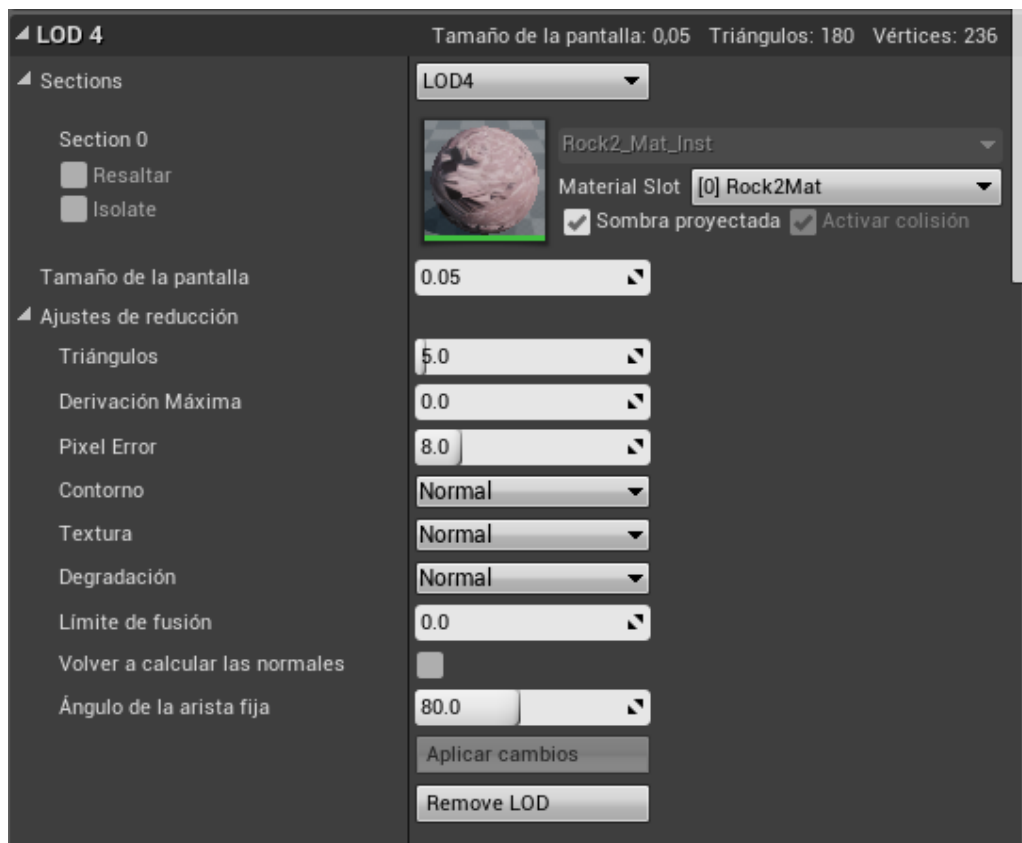 LOD 4 Tamaño de la pantalla: 0,05 Triángulos: 180 Vértices: 236
Sections LOD4
Section 0
Rock2_Mat_Inst
Resaltar
Material Slot [0] Rock2Mat
Isolate
Sombra proyectada Activar colisión
Tamaño de la pantalla 0.05
Ajustes de reducción
Triángulos 5.0
Derivación Máxima 0.0
Pixel Error 8.0
Contorno Normal
Textura Normal
Degradación Normal
Límite de fusión 0.0
Volver a calcular las normales
Ángulo de la arista fija 80.0
Aplicar cambios
Remove LOD